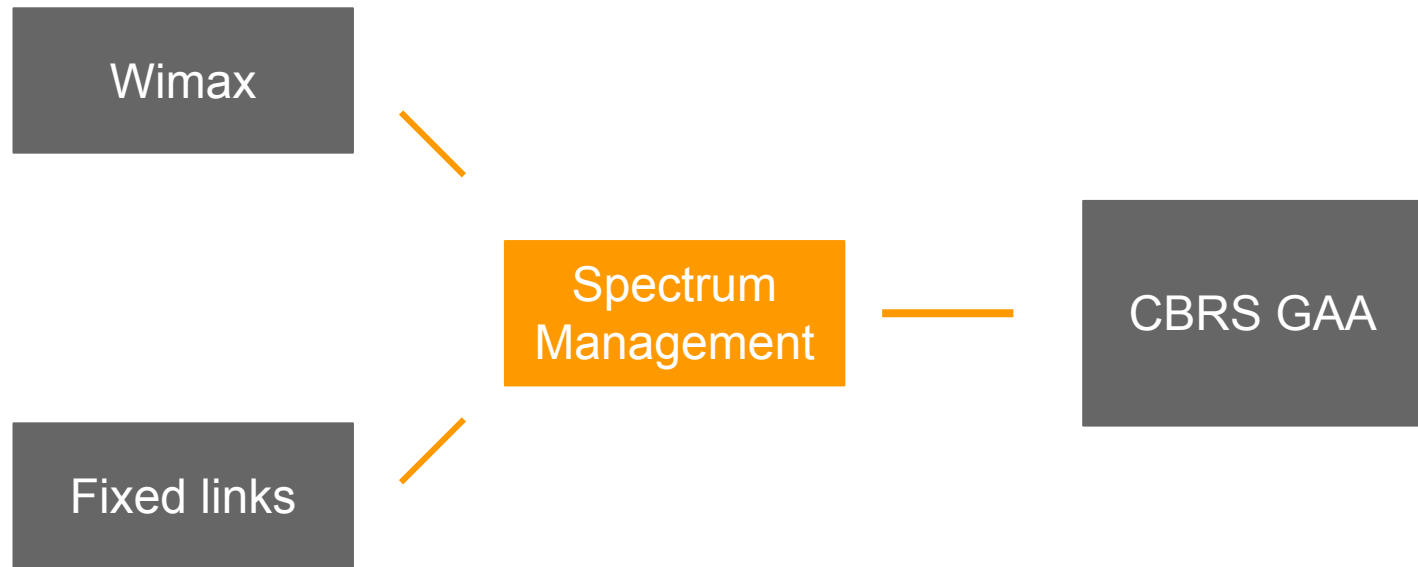 Wimax
Spectrum
Management
CBRS GAA
Fixed links